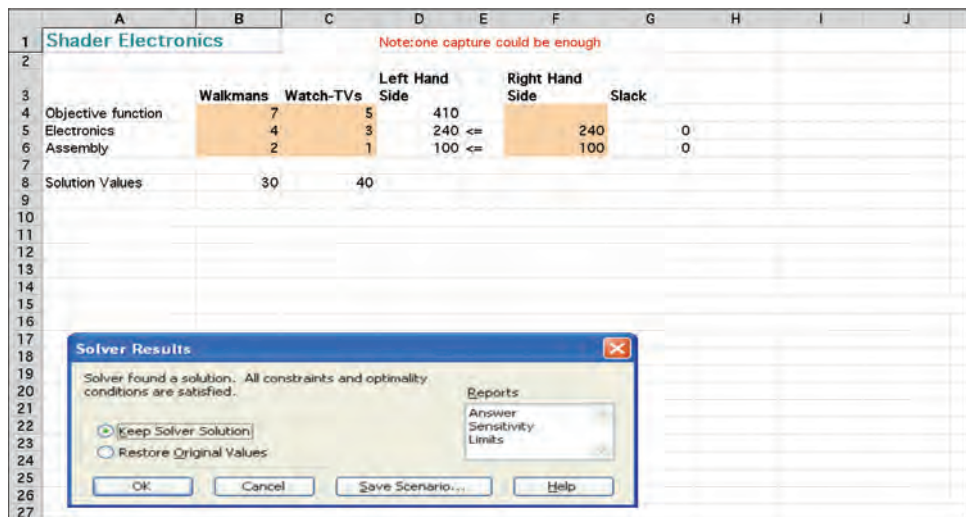 A B C D E F G H I J
1 Shader Electronics Note:one capture could be enough
2
Left Hand Right Hand
3 Walkmans Watch-TVs Side Side Slack
4 Objective function 7 5 410
5 Electronics 4 3 240 <= 240 0
6 Assembly 2 1 100 <= 100 0
7
8 Solution Values 30 40
9
10
11
12
13
14
15
16
17
Solver Results
18
19
Solver found a solution. All constraints and optimality
20 conditions are satisfied. Reports
21 Answer
22 Keep Solver Solution Sensitivity
23 Limits
Restore Original Values
24
25 OK Cancel Save Scenario... Help
26
27